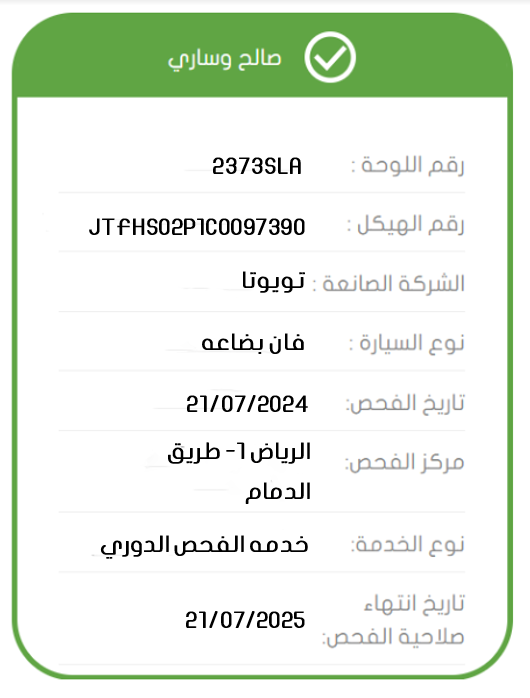 صالح وساري
رقم اللوحة : 2373SLA
رقم الهيكل : JTFHS02P1C0097390
الشركة الصانعة : تويوتا
نوع السيارة : فان بضاعه
تاريخ الفحص: 21/07/2024
مركز الفحص: الرياض 1- طريق
الدمام
نوع الخدمة: خدمه الفحص الدوري
تاريخ انتهاء
صلاحية الفحص: 21/07/2025